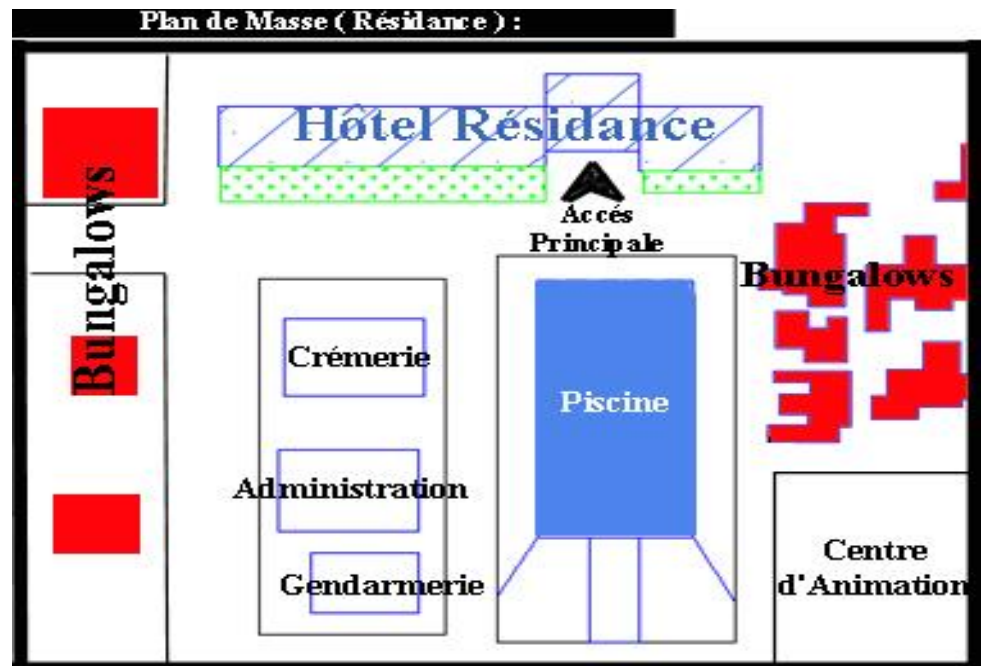 Plan de Masse ( Résidance ) :
Hôtel Résidance
Accés
Principale
Bungalows
Bungalows
Crémerie
Piscine
Administration
Gendarmerie
Centre
d'Animation